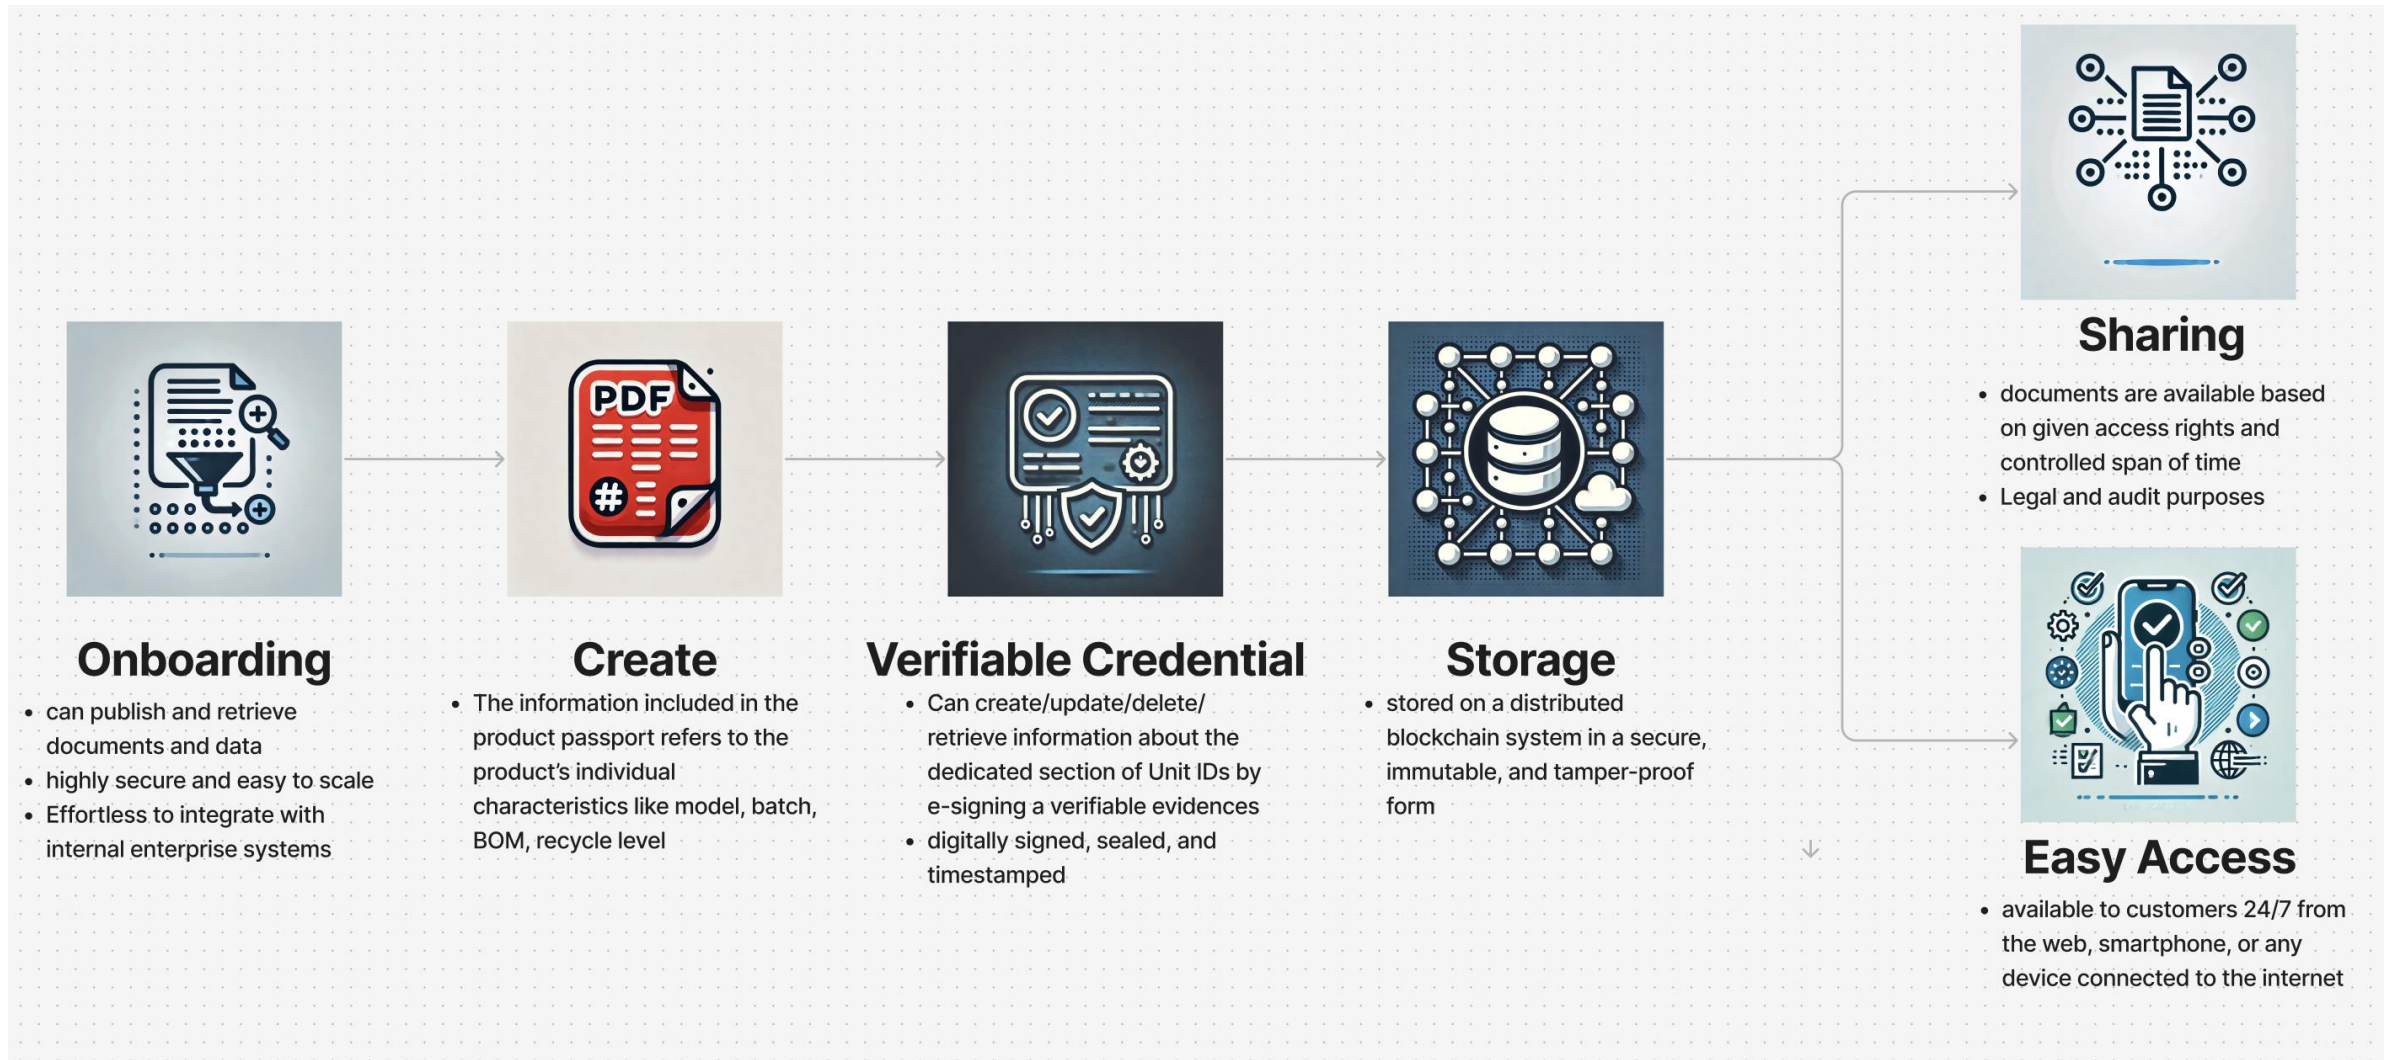 PDF
#
Onboarding
• can publish and retrieve
documents and data
• highly secure and easy to scale
• Effortless to integrate with
internal enterprise systems
Create
• The information included in the
product passport refers to the
product’s individual
characteristics like model, batch,
BOM, recycle level
Verifiable Credential
• Can create/update/delete/
retrieve information about the
dedicated section of Unit IDs by
e-signing a verifiable evidences
• digitally signed, sealed, and
timestamped
Storage
• stored on a distributed
blockchain system in a secure,
immutable, and tamper-proof
form
Sharing
• documents are available based
on given access rights and
controlled span of time
• Legal and audit purposes
Easy Access
• available to customers 24/7 from
the web, smartphone, or any
device connected to the internet